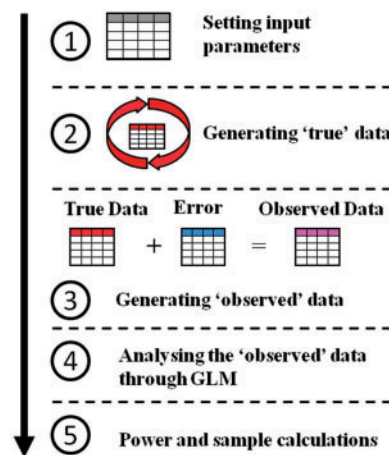 1 Setting input
parameters
2 Generating 'true' data
True Data Error Observed Data
+ =
3 Generating 'observed' data
4 Analysing the 'observed' data
through GLM
5 Power and sample calculations